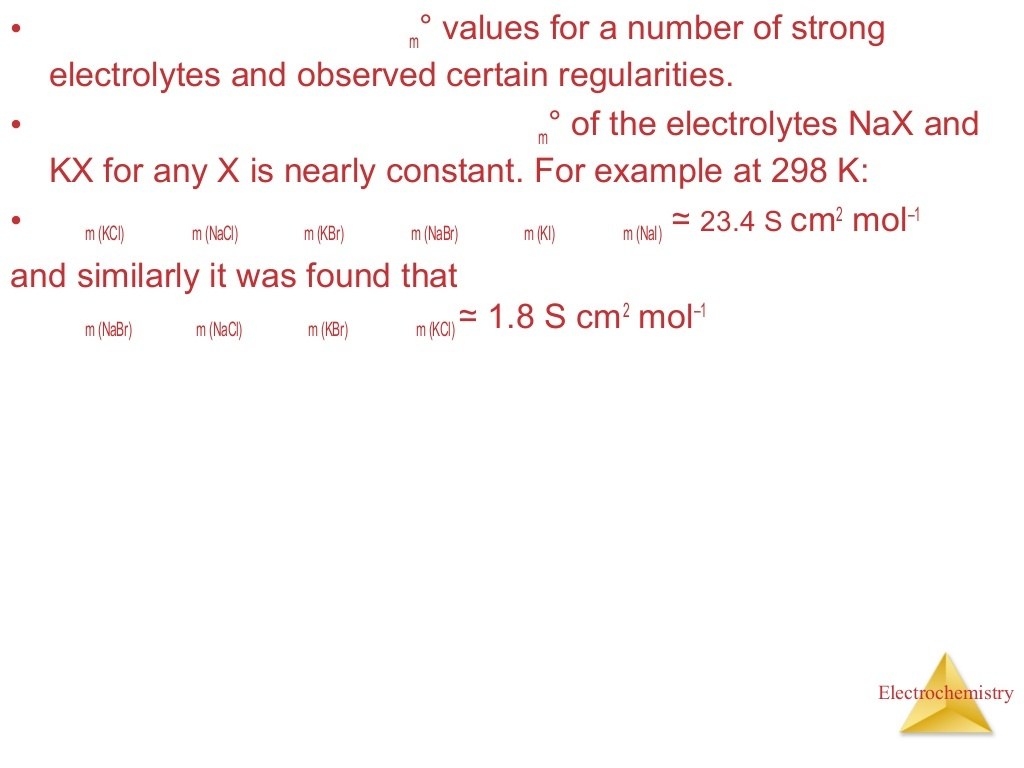 • m° values for a number of strong
electrolytes and observed certain regularities.
• m° of the electrolytes NaX and
KX for any X is nearly constant. For example at 298 K:
• m (KCl) m (NaCl) m (KBr) m (NaBr) m (KI) m (NaI) ≃ 23.4 S cm² mol⁻¹
and similarly it was found that
m (NaBr) m (NaCl) m (KBr) m (KCl) ≃ 1.8 S cm² mol⁻¹
Electrochemistry